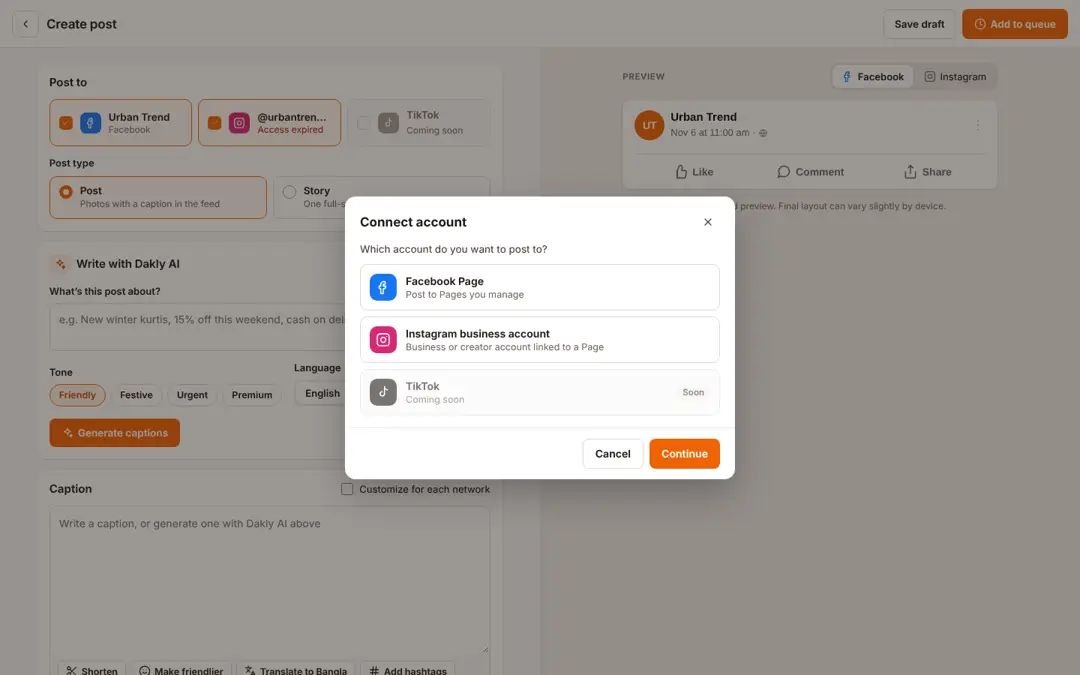 Create post
Save draft
Add to queue
Post to
Urban Trend
Facebook
@urbantren...
Access expired
TikTok
Coming soon
Post type
Post
Photos with a caption in the feed
Story
One full-s
Write with Dakly AI
What's this post about?
e.g. New winter kurtis, 15% off this weekend, cash on deli
Tone
Friendly
Festive
Urgent
Premium
Language
English
Generate captions
Caption
Customize for each network
Write a caption, or generate one with Dakly AI above
Shorten
Make friendlier
Translate to Bangla
Add hashtags
PREVIEW
Facebook
Instagram
UT
Urban Trend
Nov 6 at 11:00 am ·
Like
Comment
Share
preview. Final layout can vary slightly by device.
Connect account
Which account do you want to post to?
Facebook Page
Post to Pages you manage
Instagram business account
Business or creator account linked to a Page
TikTok
Coming soon
Soon
Cancel
Continue